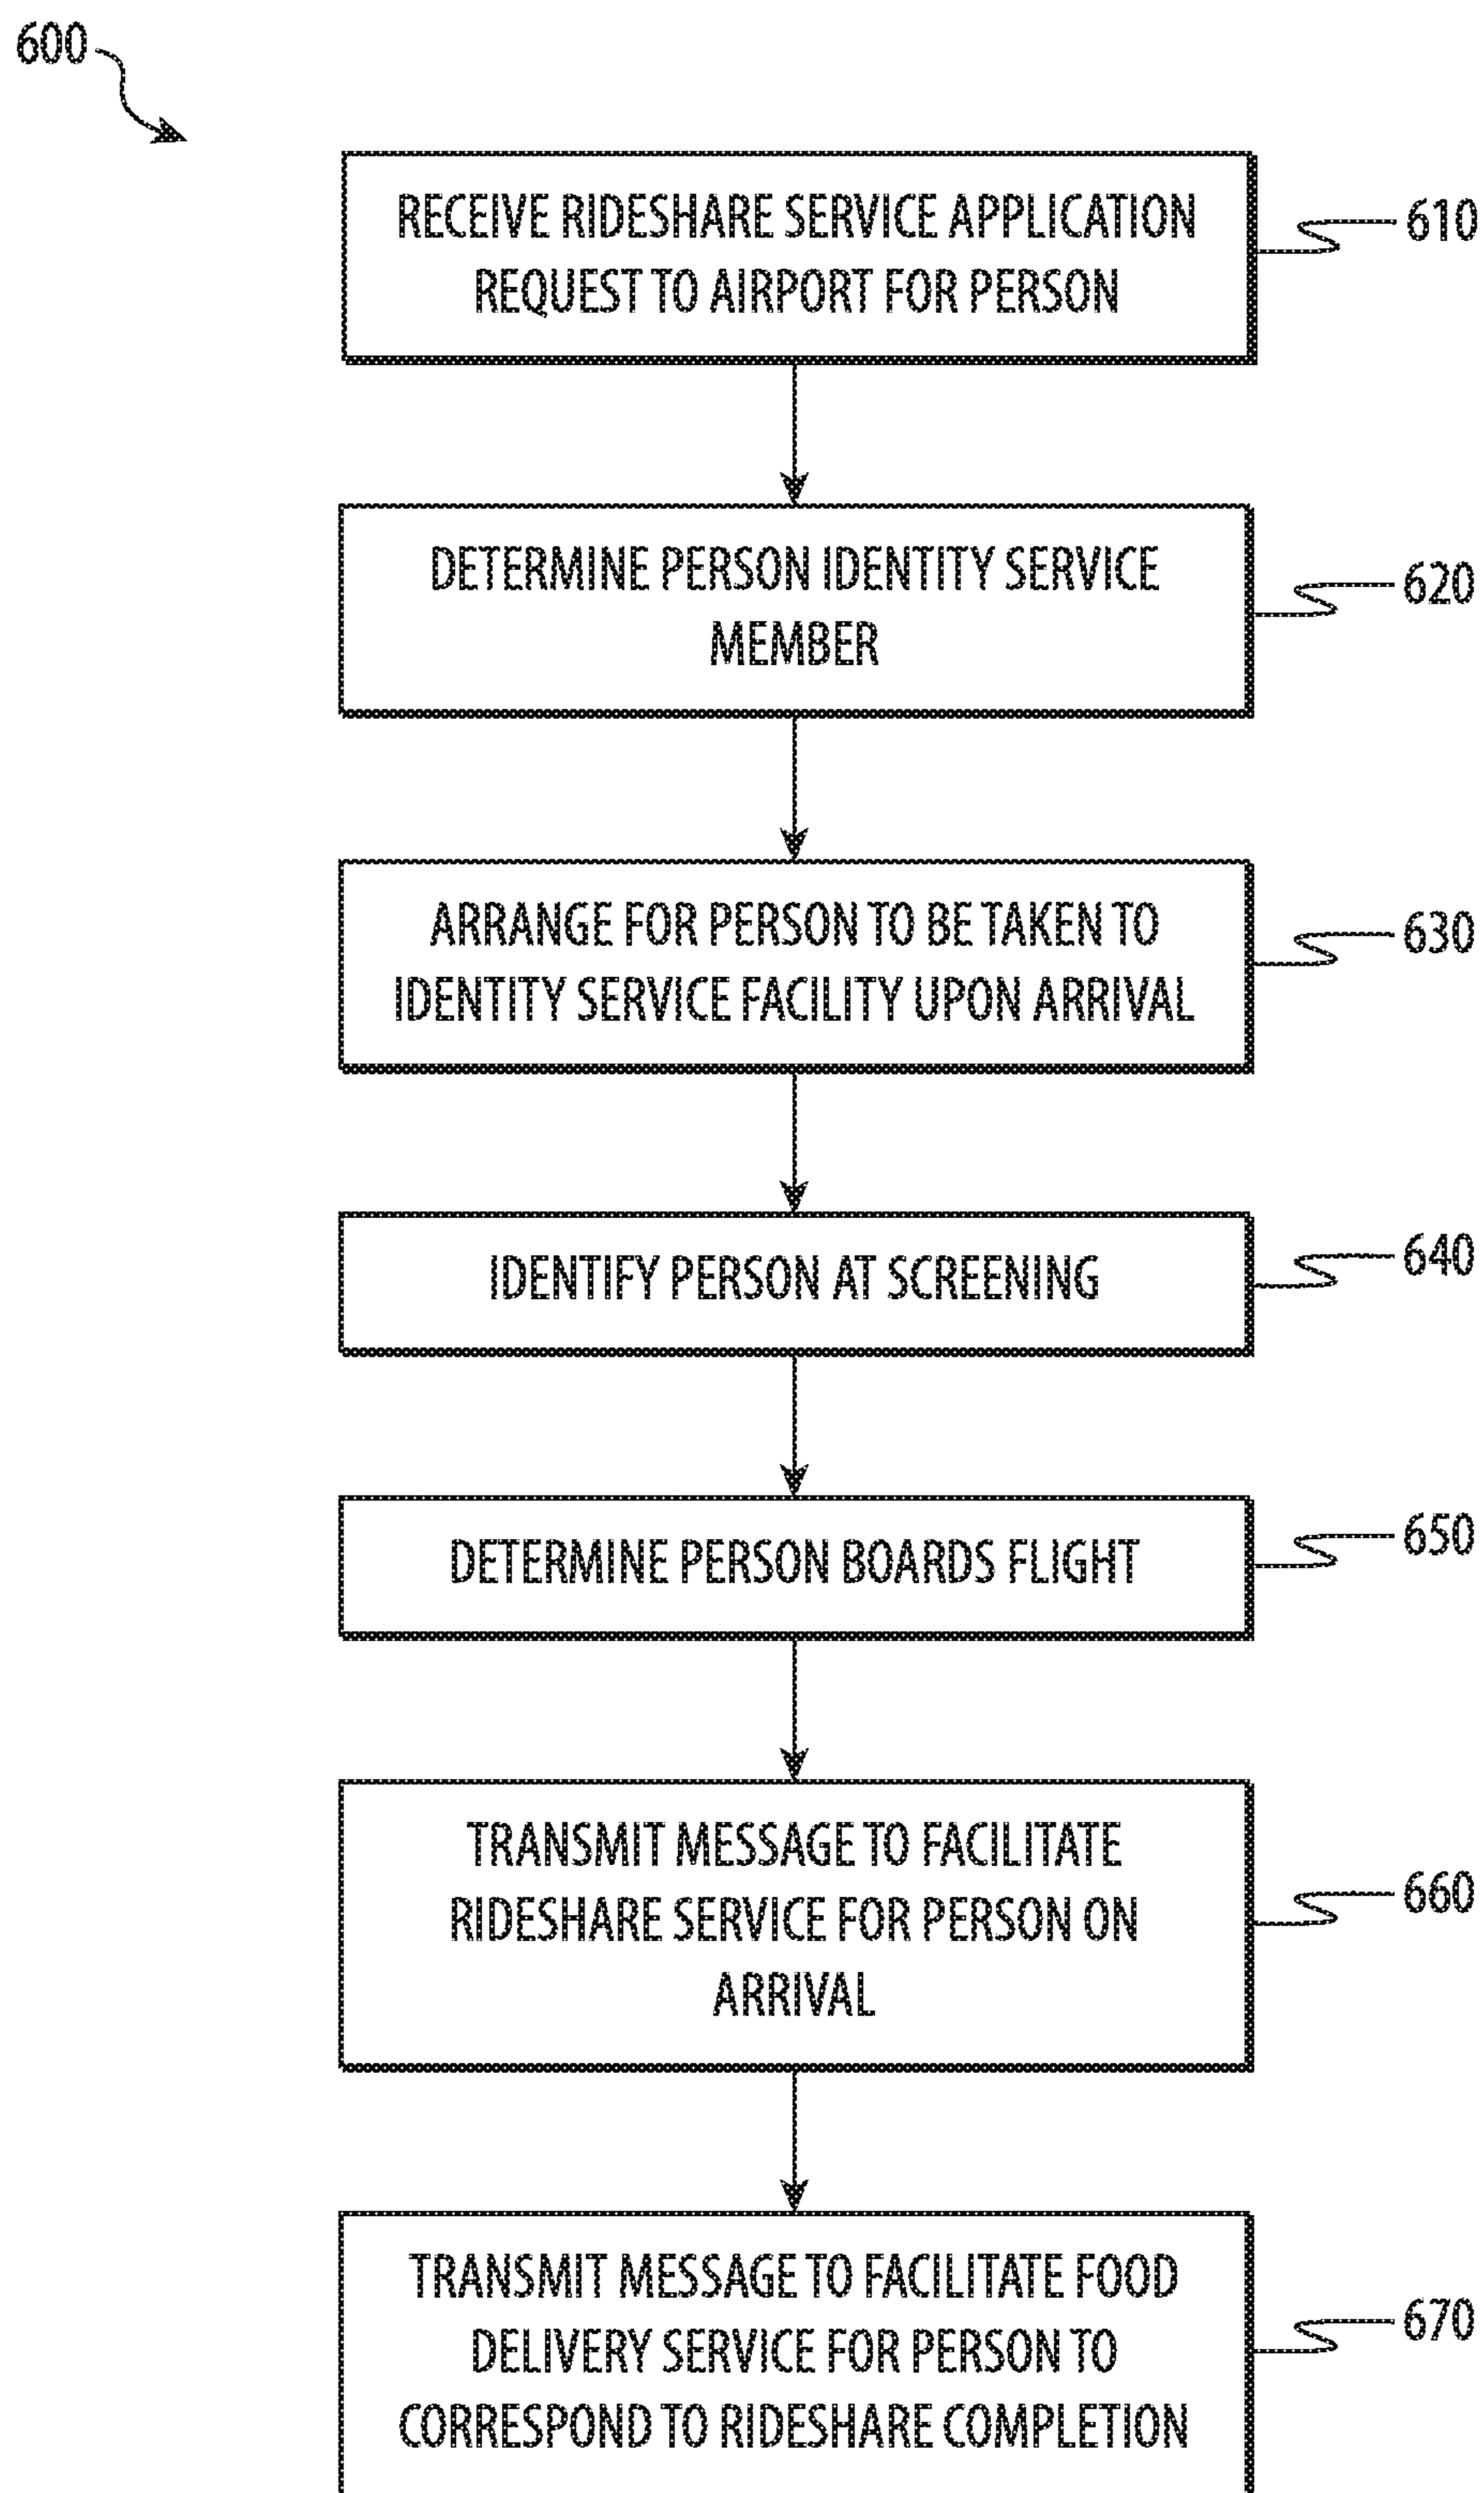 600
RECEIVE RIDESHARE SERVICE APPLICATION
REQUEST TO AIRPORT FOR PERSON
610
DETERMINE PERSON IDENTITY SERVICE
MEMBER
620
ARRANGE FOR PERSON TO BE TAKEN TO
IDENTITY SERVICE FACILITY UPON ARRIVAL
630
IDENTIFY PERSON AT SCREENING
640
DETERMINE PERSON BOARDS FLIGHT
650
TRANSMIT MESSAGE TO FACILITATE
RIDESHARE SERVICE FOR PERSON ON
ARRIVAL
660
TRANSMIT MESSAGE TO FACILITATE FOOD
DELIVERY SERVICE FOR PERSON TO
CORRESPOND TO RIDESHARE COMPLETION
670